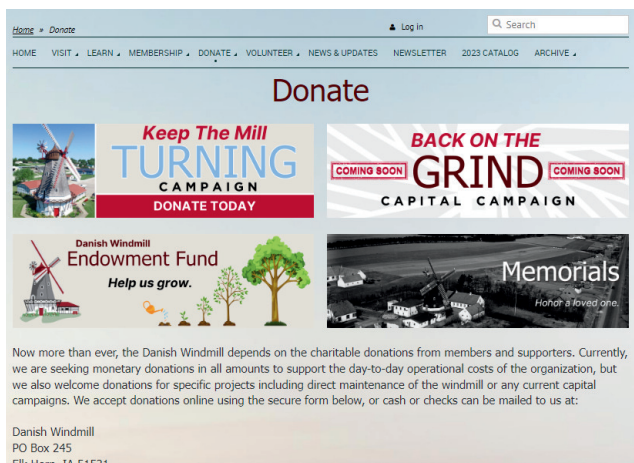 Home » Donate
Log in
Search
HOME VISIT LEARN MEMBERSHIP DONATE VOLUNTEER NEWS & UPDATES NEWSLETTER 2023 CATALOG ARCHIVE
Donate
Keep The Mill
TURNING
CAMPAIGN
DONATE TODAY
BACK ON THE
COMING SOON GRIND COMING SOON
CAPITAL CAMPAIGN
Danish Windmill
Endowment Fund
Help us grow.
Memorials
Honor a loved one.
Now more than ever, the Danish Windmill depends on the charitable donations from members and supporters. Currently,
we are seeking monetary donations in all amounts to support the day-to-day operational costs of the organization, but
we also welcome donations for specific projects including direct maintenance of the windmill or any current capital
campaigns. We accept donations online using the secure form below, or cash or checks can be mailed to us at:
Danish Windmill
PO Box 245
Elk Horn, IA 51531